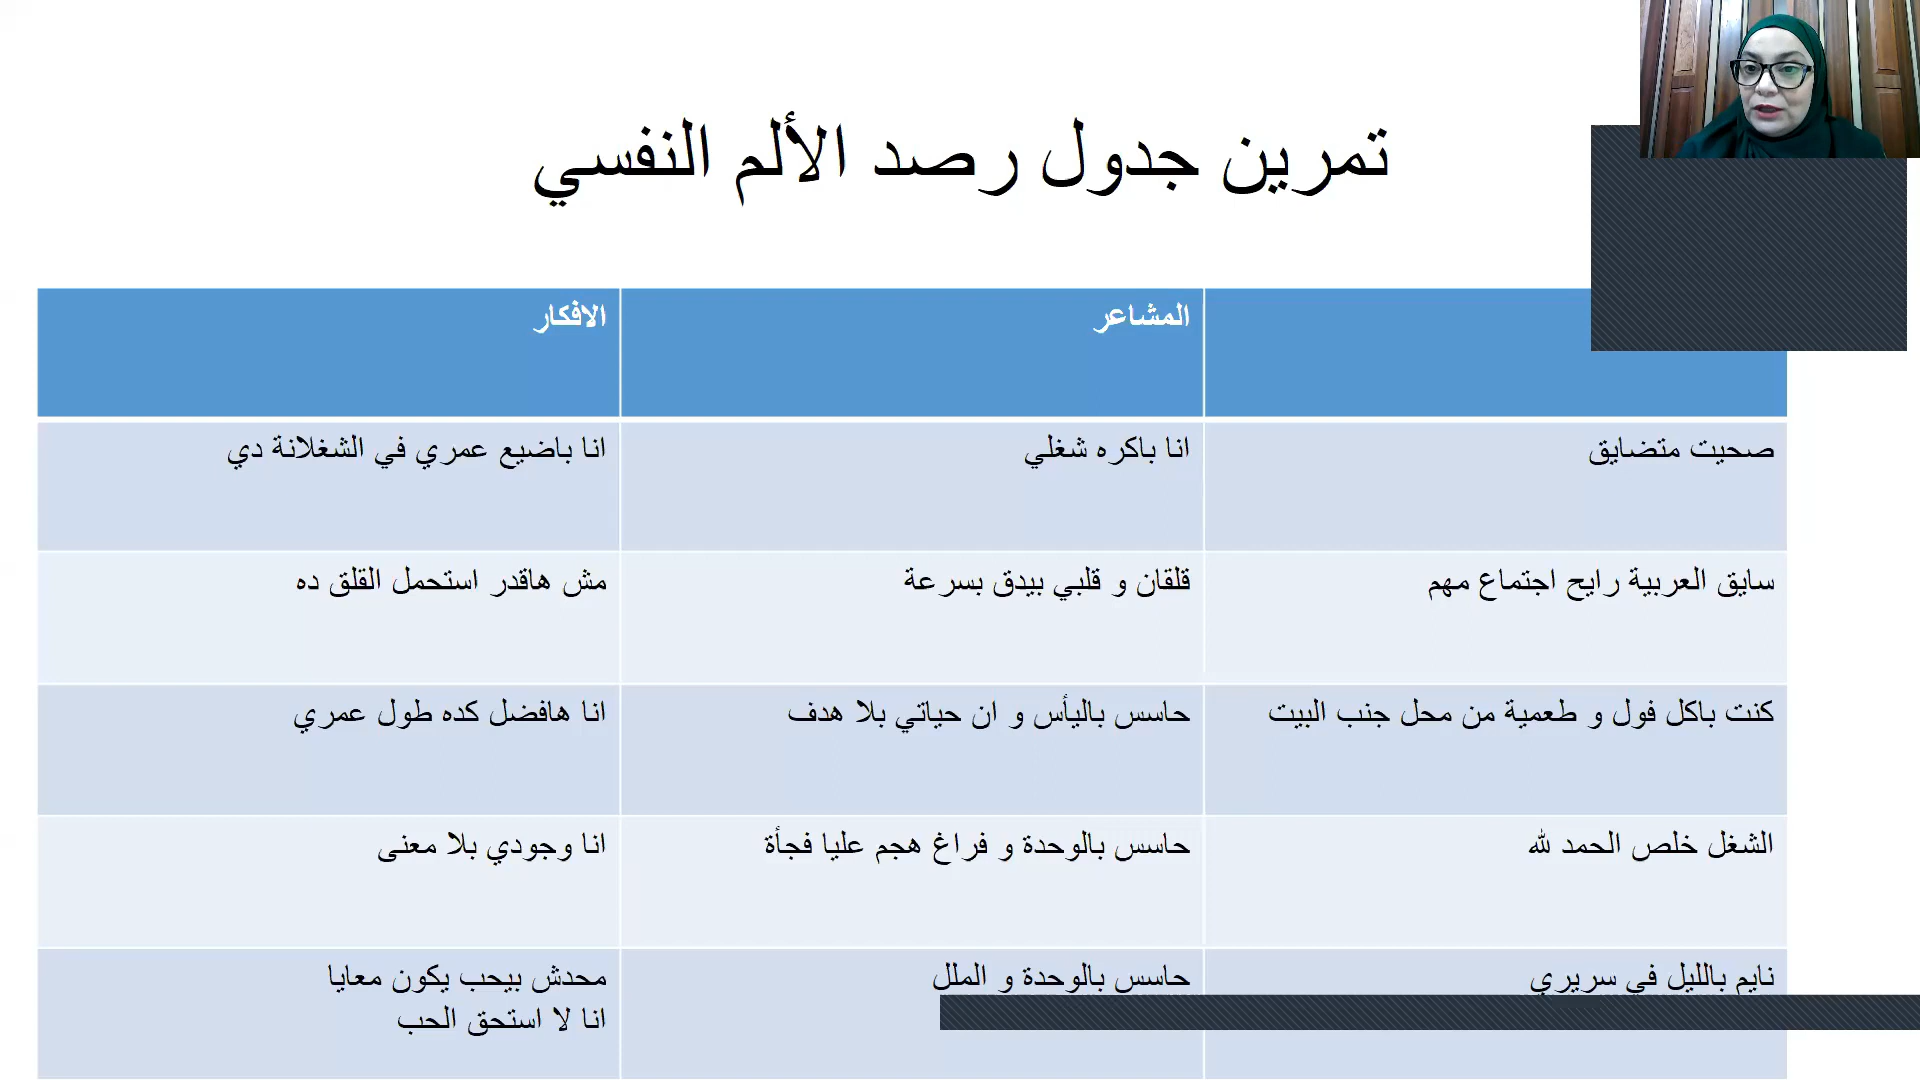 تمرين جدول رصد الألم النفسي
المشاعر
الافكار
صحيت متضايق
انا باكره شغلي
انا باضيع عمري في الشغلانة دي
سايق العربية رايح اجتماع مهم
قلقان و قلبي بيدق بسرعة
مش هاقدر استحمل القلق ده
كنت باكل فول و طعمية من محل جنب البيت
حاسس باليأس و ان حياتي بلا هدف
انا هافضل كده طول عمري
الشغل خلص الحمد لله
حاسس بالوحدة و فراغ هجم عليا فجأة
انا وجودي بلا معنى
نايم بالليل في سريري
حاسس بالوحدة و الملل
محدش بيحب يكون معايا
انا لا استحق الحب